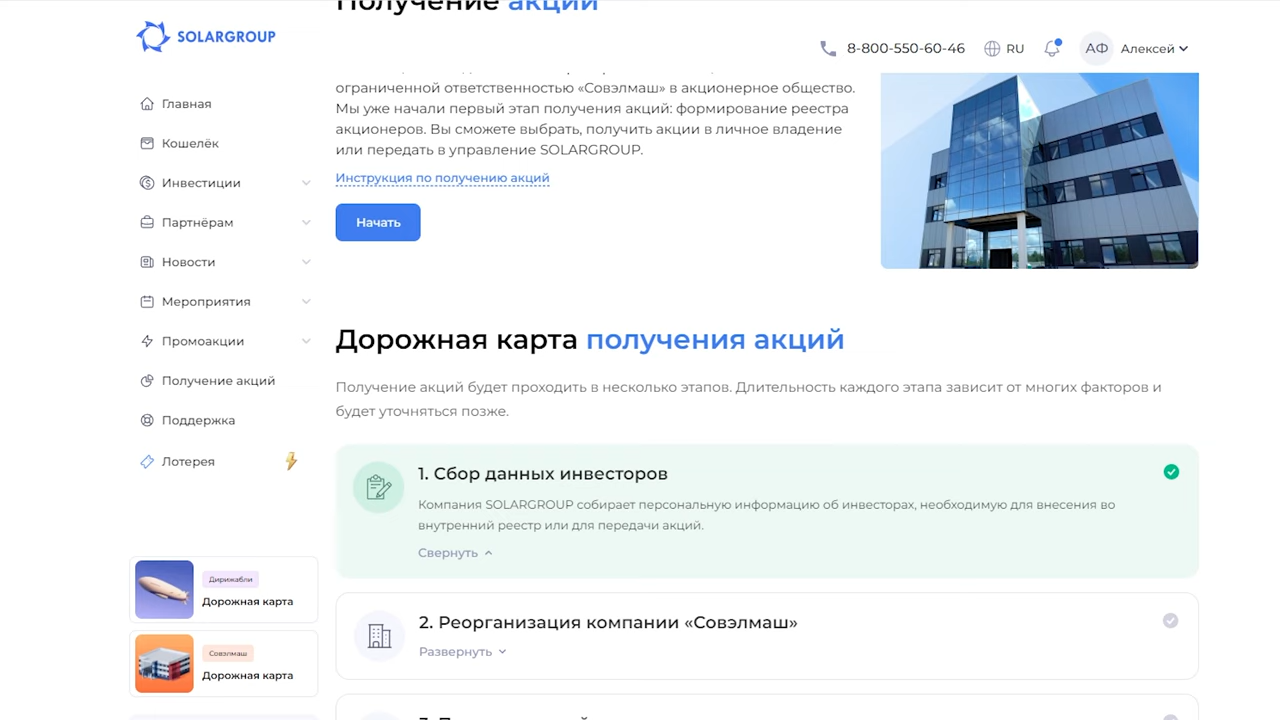 Получение акций
SOLARGROUP
8-800-550-60-46
RU
АФ
Алексей
Главная
Кошелёк
Инвестиции
Партнёрам
Новости
Мероприятия
Промоакции
Получение акций
Поддержка
Лотерея
Дирижабли
Дорожная карта
Совэлмаш
Дорожная карта
ограниченной ответственностью «Совэлмаш» в акционерное общество.
Мы уже начали первый этап получения акций: формирование реестра
акционеров. Вы сможете выбрать, получить акции в личное владение
или передать в управление SOLARGROUP.
Инструкция по получению акций
Начать
Дорожная карта получения акций
Получение акций будет проходить в несколько этапов. Длительность каждого этапа зависит от многих факторов и
будет уточняться позже.
1. Сбор данных инвесторов
Компания SOLARGROUP собирает персональную информацию об инвесторах, необходимую для внесения во
внутренний реестр или для передачи акций.
Свернуть
2. Реорганизация компании «Совэлмаш»
Развернуть